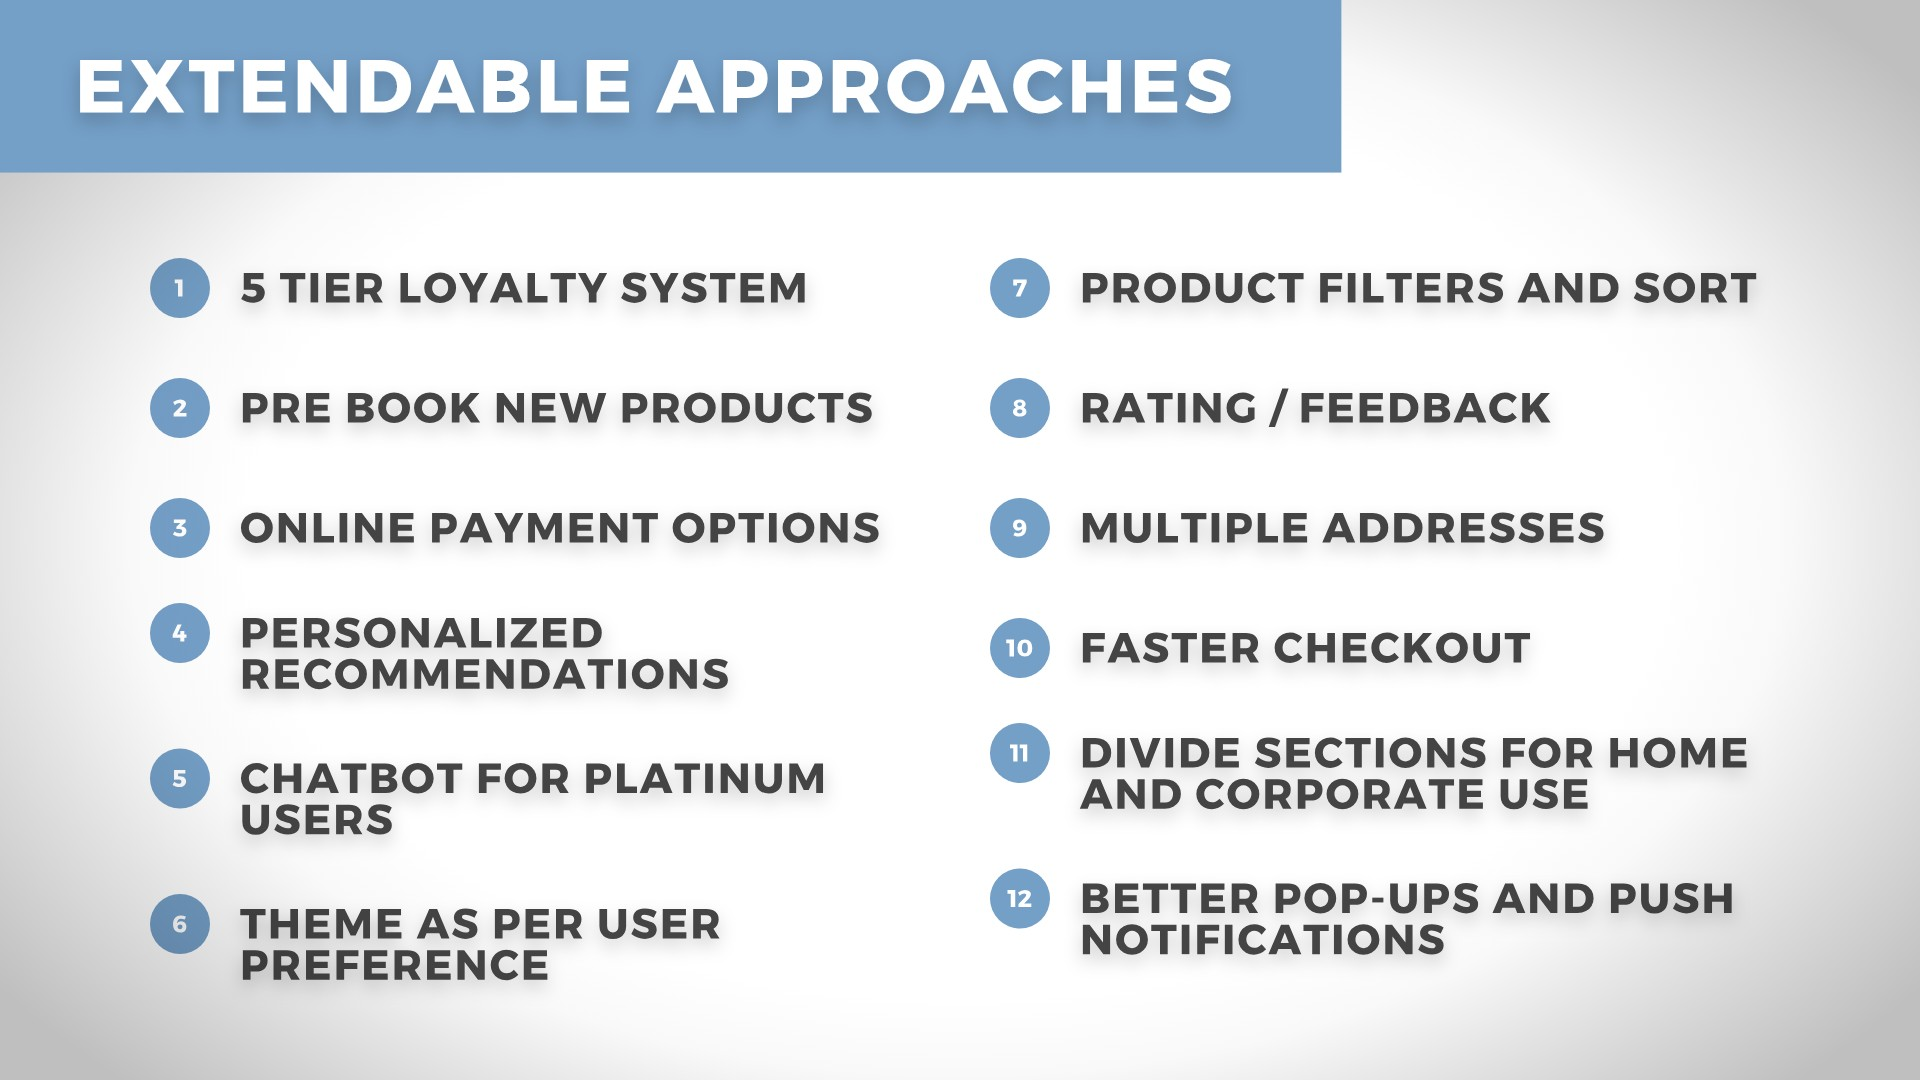 EXTENDABLE APPROACHES
1 5 TIER LOYALTY SYSTEM
2 PRE BOOK NEW PRODUCTS
3 ONLINE PAYMENT OPTIONS
4 PERSONALIZED
RECOMMENDATIONS
5 CHATBOT FOR PLATINUM
USERS
6 THEME AS PER USER
PREFERENCE
7 PRODUCT FILTERS AND SORT
8 RATING / FEEDBACK
9 MULTIPLE ADDRESSES
10 FASTER CHECKOUT
11 DIVIDE SECTIONS FOR HOME
AND CORPORATE USE
12 BETTER POP-UPS AND PUSH
NOTIFICATIONS